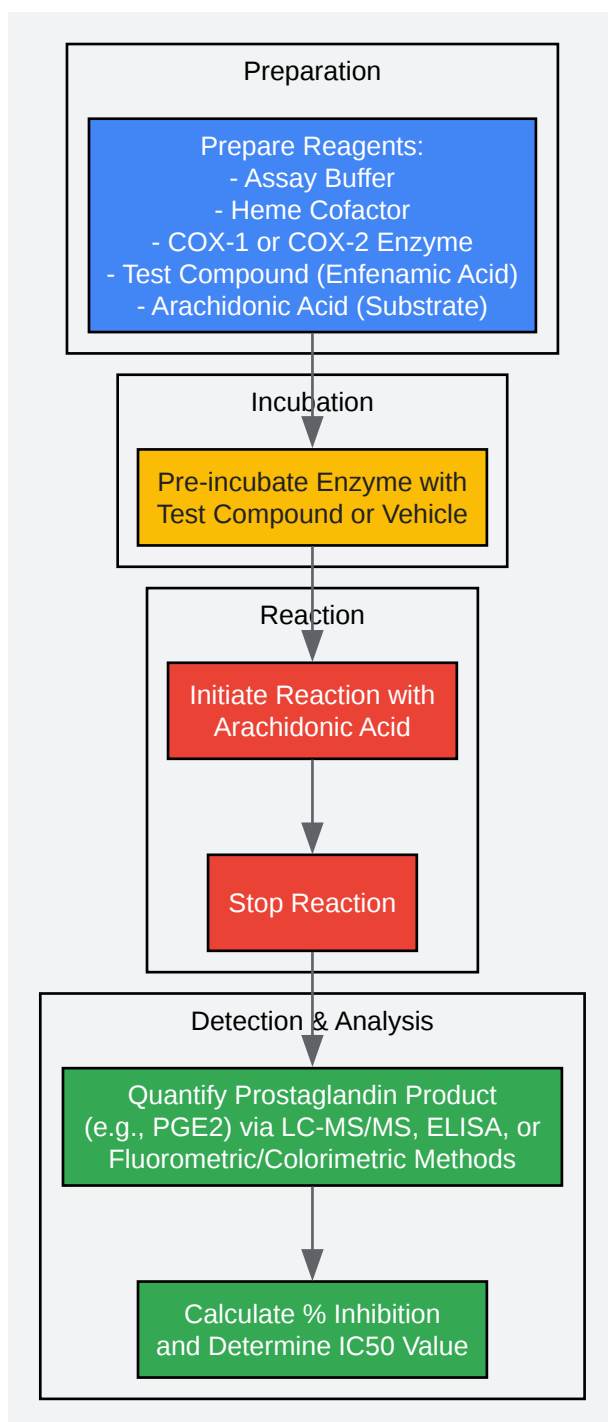 Preparation
Prepare Reagents:
- Assay Buffer
- Heme Cofactor
- COX-1 or COX-2 Enzyme
- Test Compound (Enfenamic Acid)
- Arachidonic Acid (Substrate)
Incubation
Pre-incubate Enzyme with
Test Compound or Vehicle
Reaction
Initiate Reaction with
Arachidonic Acid
Stop Reaction
Detection & Analysis
Quantify Prostaglandin Product
(e.g., PGE2) via LC-MS/MS, ELISA, or
Fluorometric/Colorimetric Methods
Calculate % Inhibition
and Determine IC50 Value